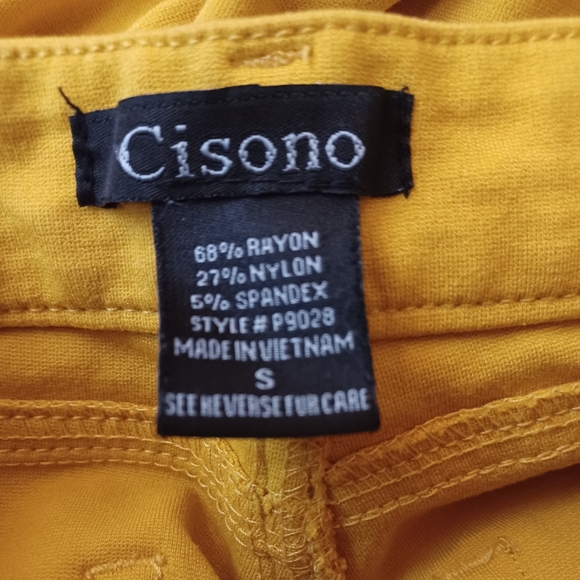 Cisono
68% RAYON
27% NYLON
5% SPANDEX
STYLE# P9028
MADE IN VIETNAM
S
SEE REVERSE FOR CARE